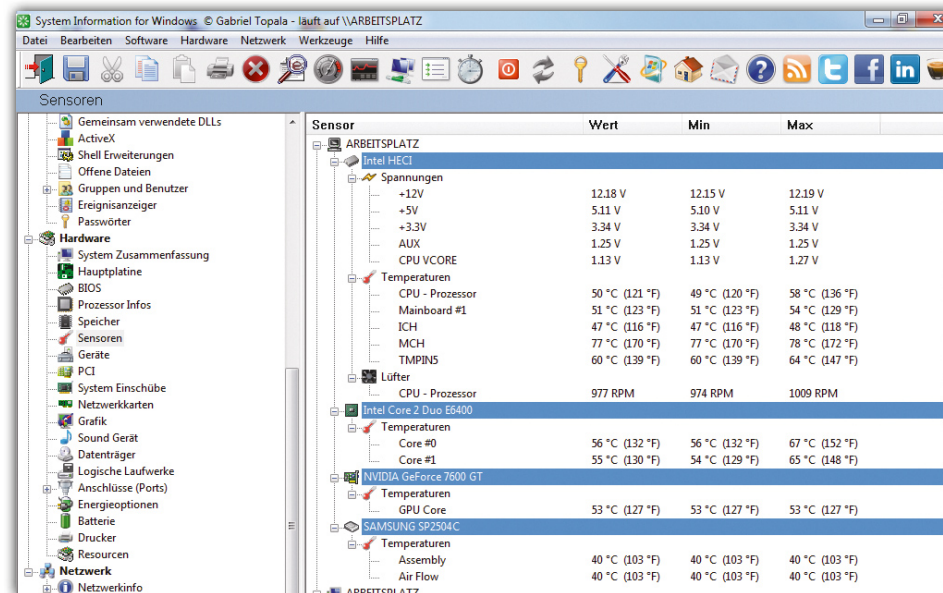 System Information for Windows © Gabriel Topala - läuft auf \\ARBEITSPLATZ
Datei Bearbeiten Software Hardware Netzwerk Werkzeuge Hilfe
Sensoren
Gemeinsam verwendete DLLs
ActiveX
Shell Erweiterungen
Offene Dateien
Gruppen und Benutzer
Ereignisanzeiger
Passwörter
Hardware
System Zusammenfassung
Hauptplatine
BIOS
Prozessor Infos
Speicher
Sensoren
Geräte
PCI
System Einschübe
Netzwerkkarten
Grafik
Sound Gerät
Datenträger
Logische Laufwerke
Anschlüsse (Ports)
Energieoptionen
Batterie
Drucker
Resourcen
Netzwerk
Netzwerkinfo
Sensor Wert Min Max
ARBEITSPLATZ
Intel HECI
Spannungen
+12V 12.18 V 12.15 V 12.19 V
+5V 5.11 V 5.10 V 5.11 V
+3.3V 3.34 V 3.34 V 3.34 V
AUX 1.25 V 1.25 V 1.25 V
CPU VCORE 1.13 V 1.13 V 1.27 V
Temperaturen
CPU - Prozessor 50 °C (121 °F) 49 °C (120 °F) 58 °C (136 °F)
Mainboard #1 51 °C (123 °F) 51 °C (123 °F) 54 °C (129 °F)
ICH 47 °C (116 °F) 47 °C (116 °F) 48 °C (118 °F)
MCH 77 °C (170 °F) 77 °C (170 °F) 78 °C (172 °F)
TMPIN5 60 °C (139 °F) 60 °C (139 °F) 64 °C (147 °F)
Lüfter
CPU - Prozessor 977 RPM 974 RPM 1009 RPM
Intel Core 2 Duo E6400
Temperaturen
Core #0 56 °C (132 °F) 56 °C (132 °F) 67 °C (152 °F)
Core #1 55 °C (130 °F) 54 °C (129 °F) 65 °C (148 °F)
NVIDIA GeForce 7600 GT
Temperaturen
GPU Core 53 °C (127 °F) 53 °C (127 °F) 53 °C (127 °F)
SAMSUNG SP2504C
Temperaturen
Assembly 40 °C (103 °F) 40 °C (103 °F) 40 °C (103 °F)
Air Flow 40 °C (103 °F) 40 °C (103 °F) 40 °C (103 °F)
ARBEITSPLATZ